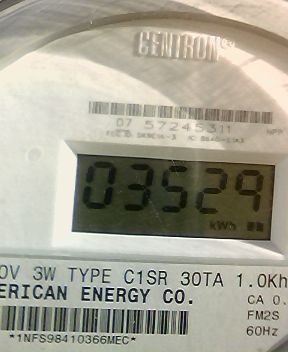 CENTRON
07 57245311
03529
kWh
0V 3W TYPE C1SR 30TA 1.0Kh
ERICAN ENERGY CO.
CA 0.
FM2S
60Hz
*1NFS98410366MEC*